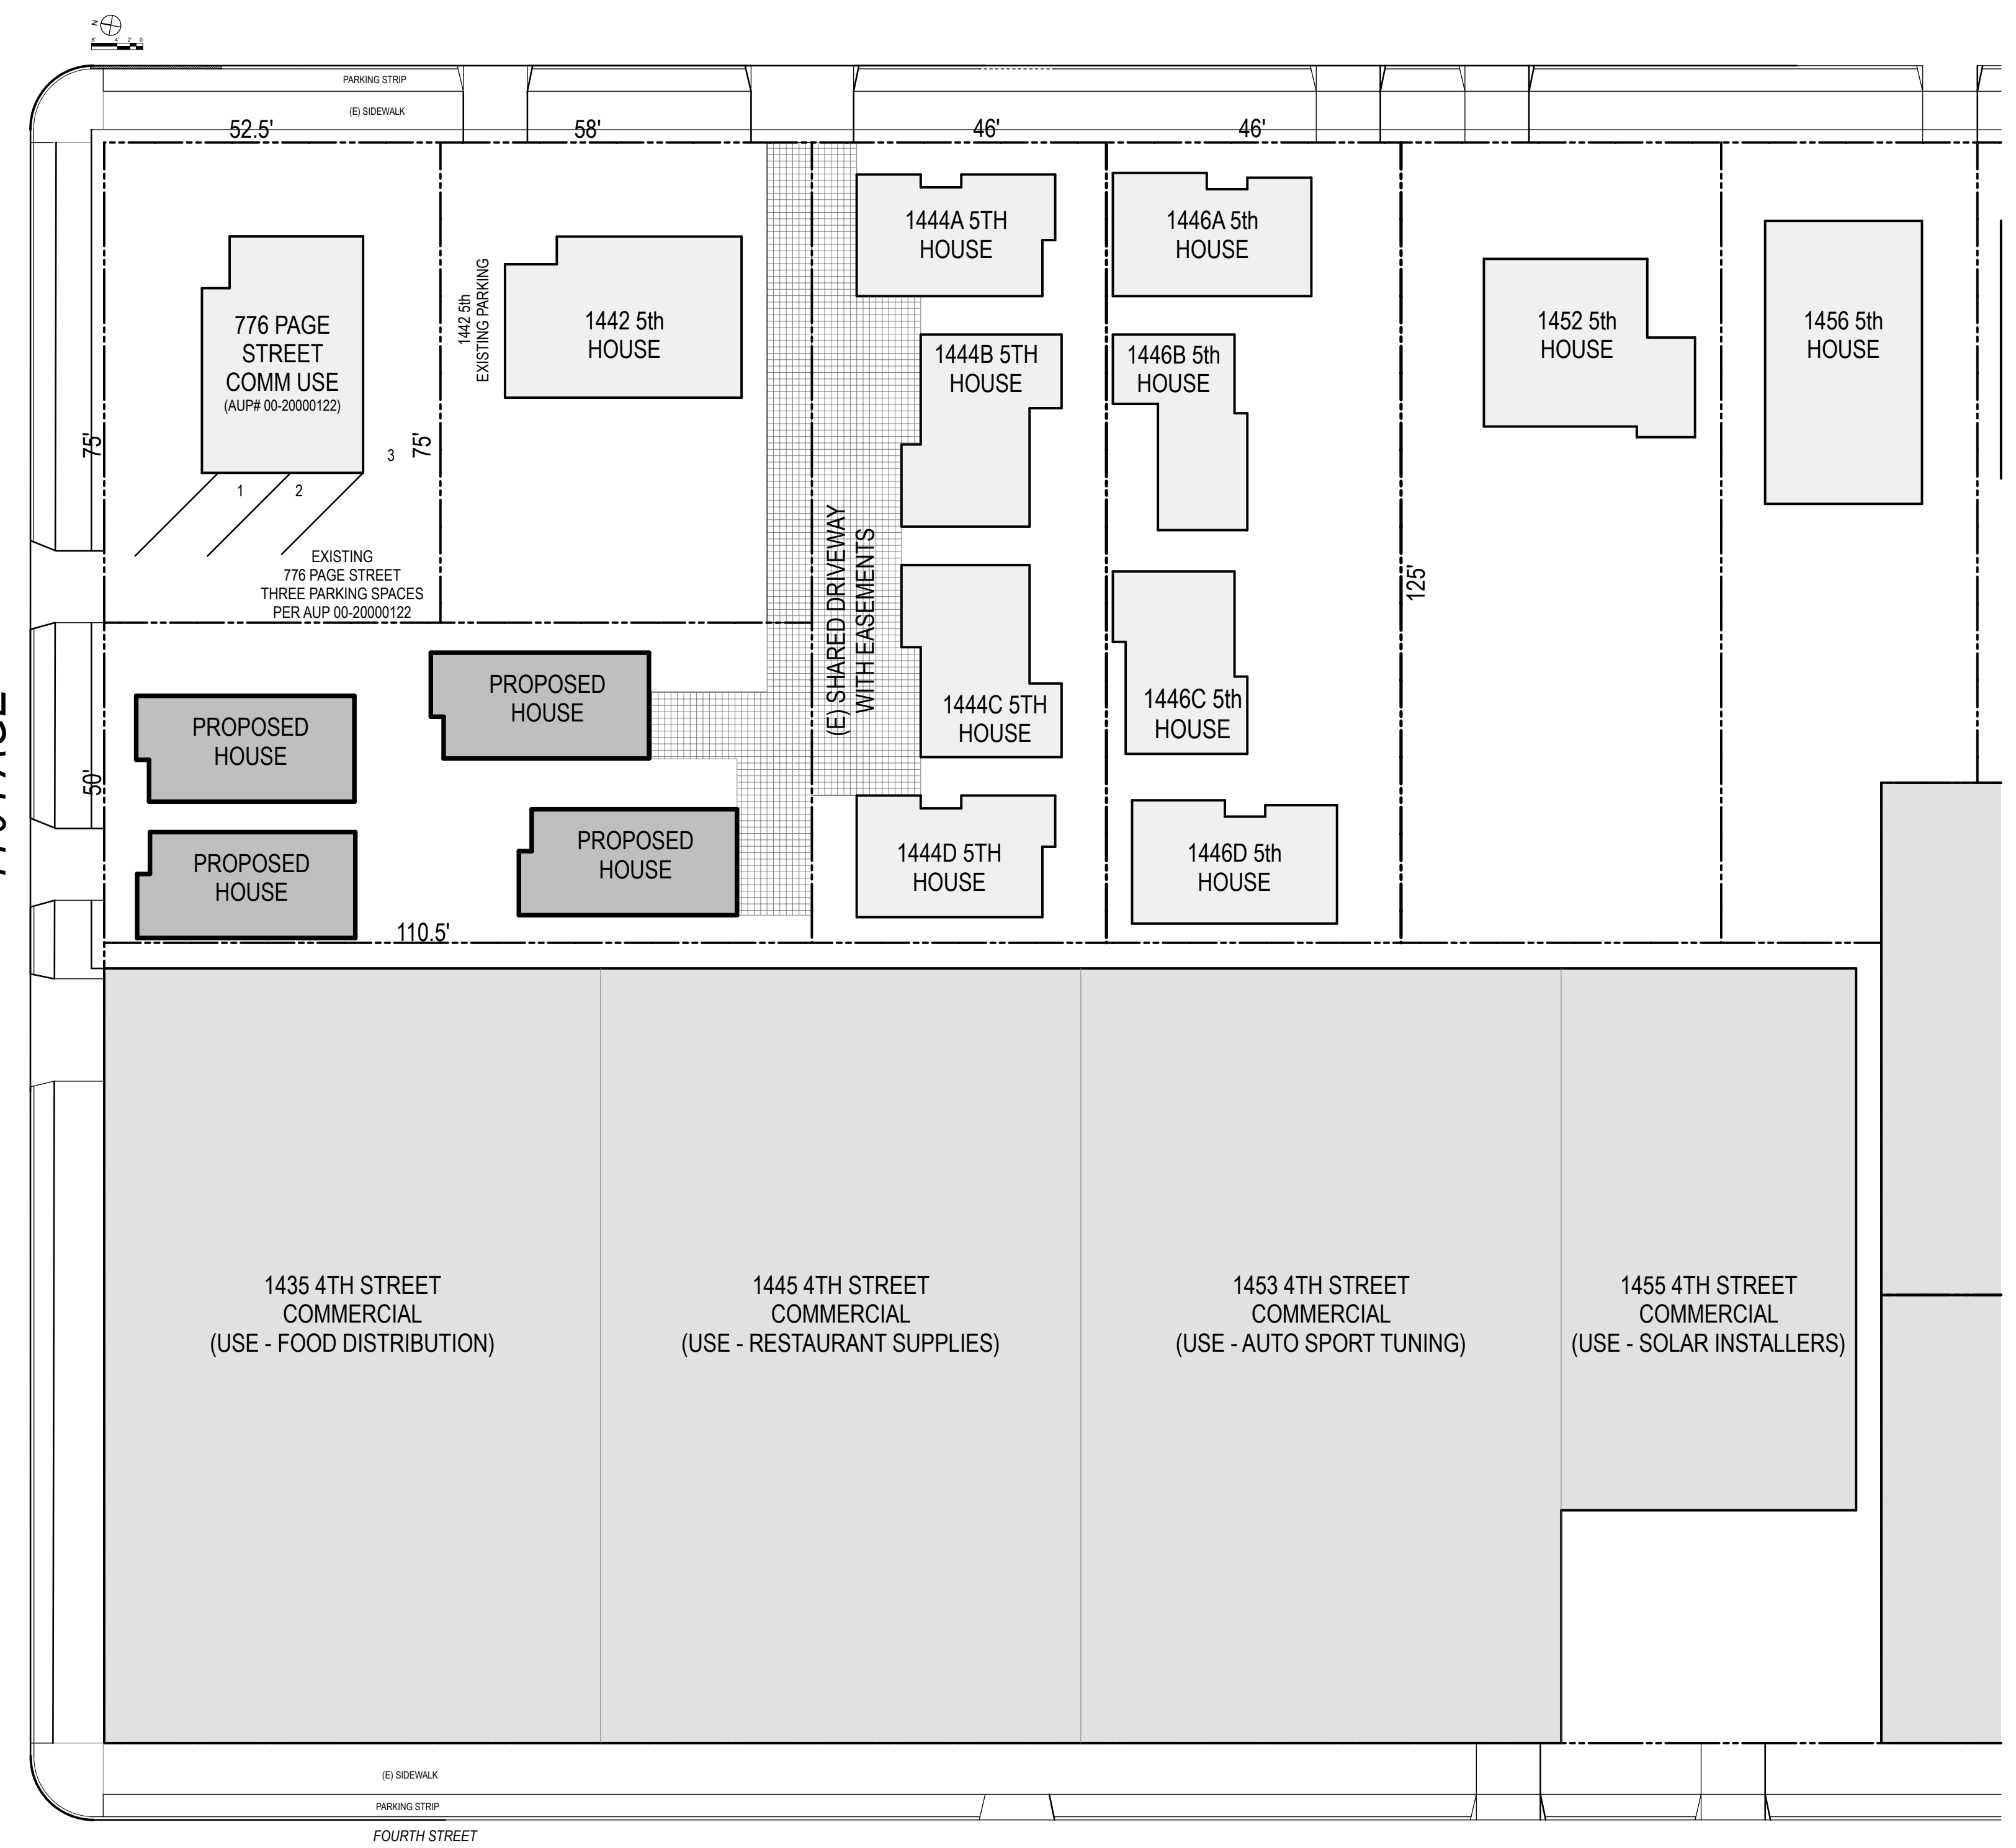 N
8' 4' 2' 0
PARKING STRIP
(E) SIDEWALK
52.5'
58'
46'
46'
776 PAGE
STREET
COMM USE
(AUP# 00-20000122)
1442 5th
EXISTING PARKING
1442 5th
HOUSE
1444A 5TH
HOUSE
1446A 5th
HOUSE
1444B 5TH
HOUSE
1446B 5th
HOUSE
1452 5th
HOUSE
1456 5th
HOUSE
75'
75'
3
1
2
EXISTING
776 PAGE STREET
THREE PARKING SPACES
PER AUP 00-20000122
(E) SHARED DRIVEWAY
WITH EASEMENTS
125'
PROPOSED
HOUSE
PROPOSED
HOUSE
1444C 5TH
HOUSE
1446C 5th
HOUSE
50'
PROPOSED
HOUSE
PROPOSED
HOUSE
1444D 5TH
HOUSE
1446D 5th
HOUSE
110.5'
1435 4TH STREET
COMMERCIAL
(USE - FOOD DISTRIBUTION)
1445 4TH STREET
COMMERCIAL
(USE - RESTAURANT SUPPLIES)
1453 4TH STREET
COMMERCIAL
(USE - AUTO SPORT TUNING)
1455 4TH STREET
COMMERCIAL
(USE - SOLAR INSTALLERS)
(E) SIDEWALK
PARKING STRIP
FOURTH STREET